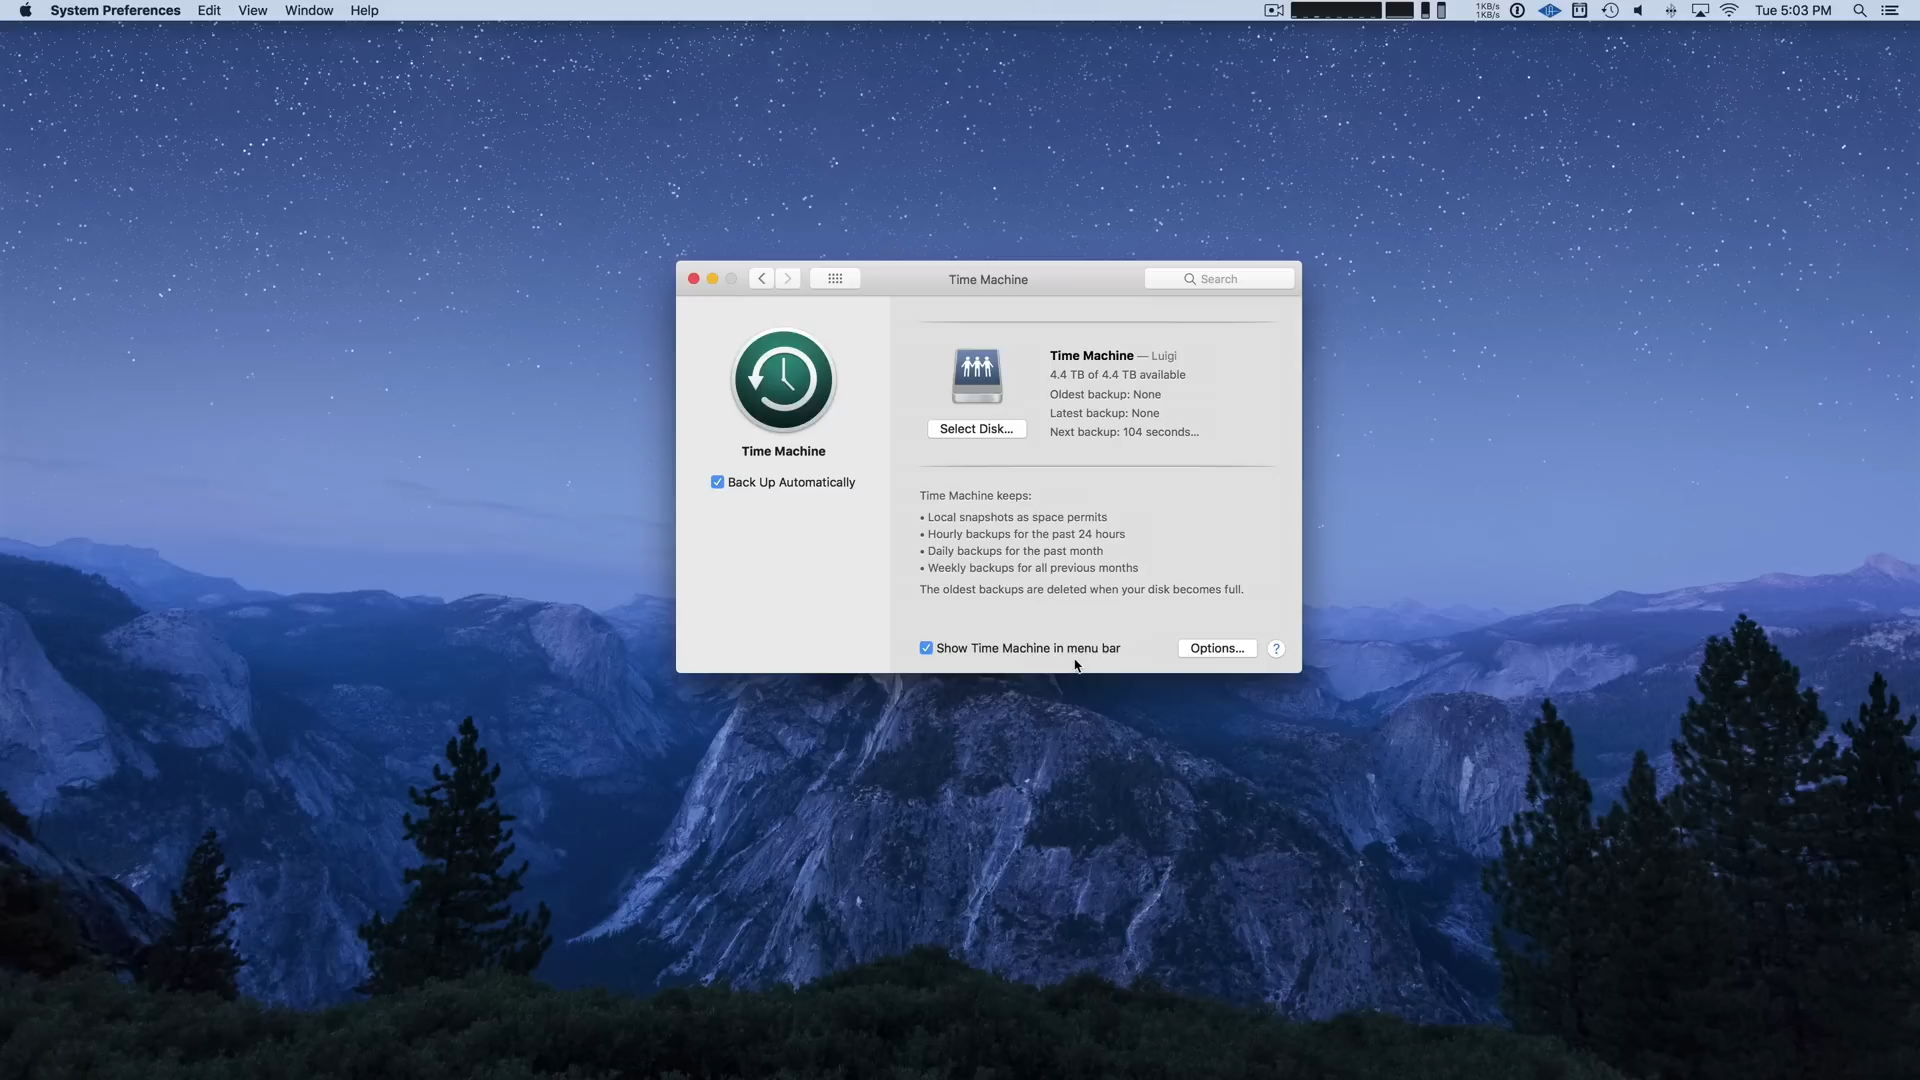 System Preferences Edit View Window Help
1KB/s
1KB/s
Tue 5:03 PM
Time Machine
Search
Time Machine — Luigi
4.4 TB of 4.4 TB available
Oldest backup: None
Latest backup: None
Next backup: 104 seconds...
Select Disk...
Time Machine
Back Up Automatically
Time Machine keeps:
• Local snapshots as space permits
• Hourly backups for the past 24 hours
• Daily backups for the past month
• Weekly backups for all previous months
The oldest backups are deleted when your disk becomes full.
Show Time Machine in menu bar
Options...
?